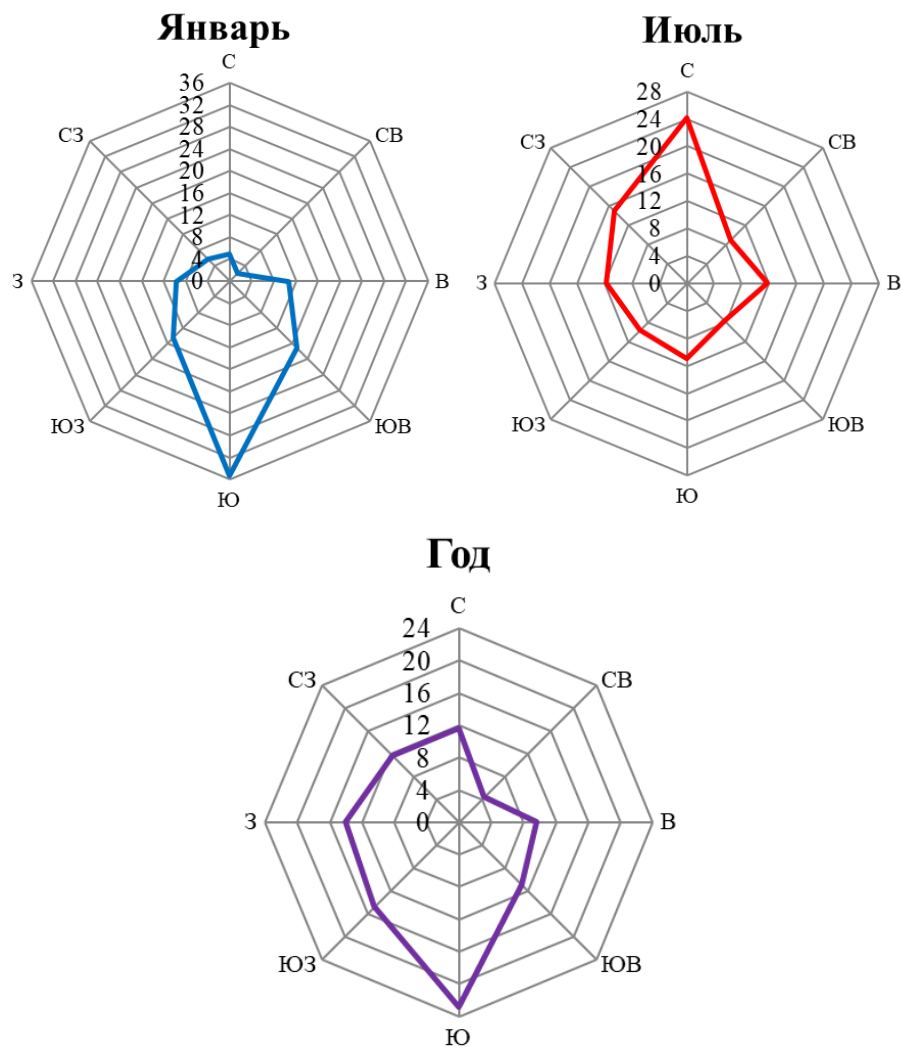 Январь
С
36
32
28
24
20
16
12
8
4
0
СЗ
СВ
З
В
ЮЗ
ЮВ
Ю
Июль
С
28
24
20
16
12
8
4
0
СЗ
СВ
З
В
ЮЗ
ЮВ
Ю
Год
С
24
20
16
12
8
4
0
СЗ
СВ
З
В
ЮЗ
ЮВ
Ю